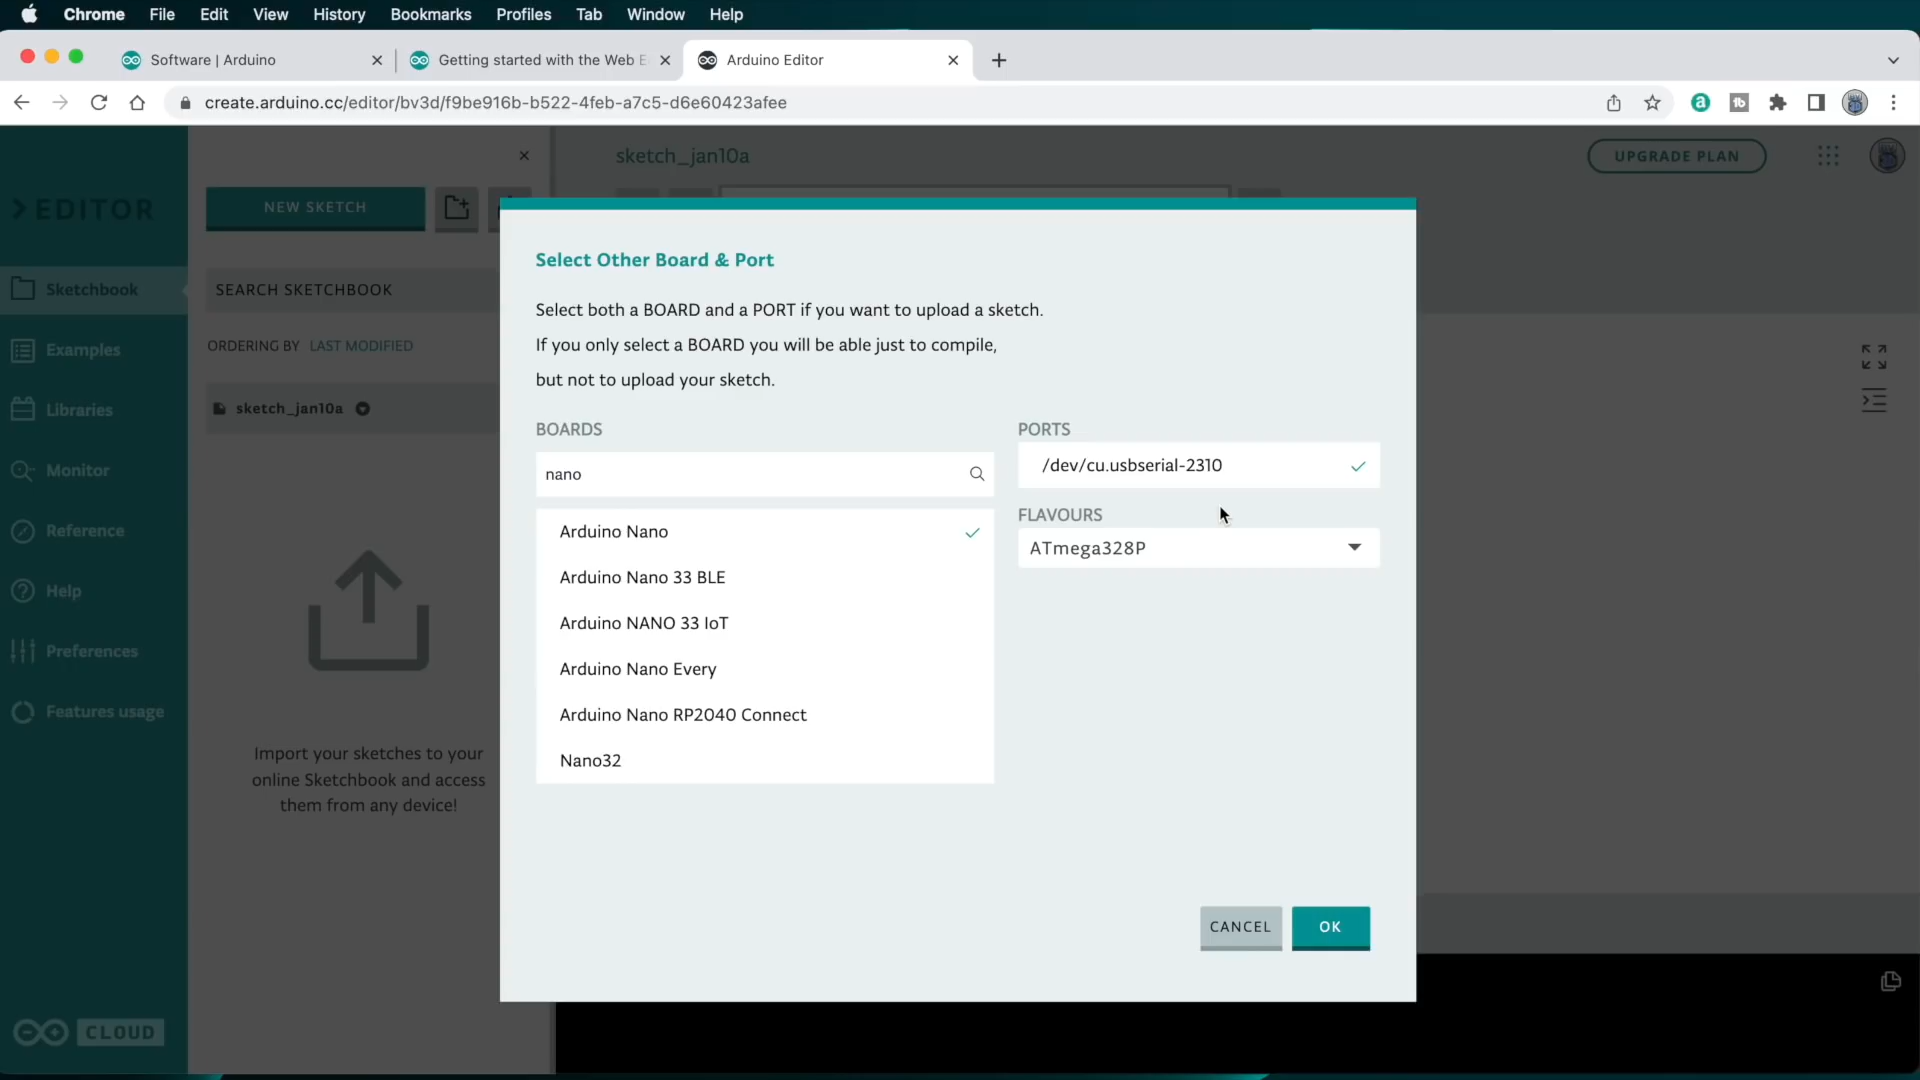 Chrome File Edit View History Bookmarks Profiles Tab Window Help
Software | Arduino
Getting started with the Web E
Arduino Editor
create.arduino.cc/editor/bv3d/f9be916b-b522-4feb-a7c5-d6e60423afee
sketch_jan10a
UPGRADE PLAN
EDITOR
NEW SKETCH
Sketchbook
SEARCH SKETCHBOOK
Examples
ORDERING BY LAST MODIFIED
Libraries
sketch_jan10a
Monitor
Reference
Help
Preferences
Features usage
Import your sketches to your
online Sketchbook and access
them from any device!
CLOUD
Select Other Board & Port
Select both a BOARD and a PORT if you want to upload a sketch.
If you only select a BOARD you will be able just to compile,
but not to upload your sketch.
BOARDS
nano
Arduino Nano
Arduino Nano 33 BLE
Arduino NANO 33 IoT
Arduino Nano Every
Arduino Nano RP2040 Connect
Nano32
PORTS
/dev/cu.usbserial-2310
FLAVOURS
ATmega328P
CANCEL
OK